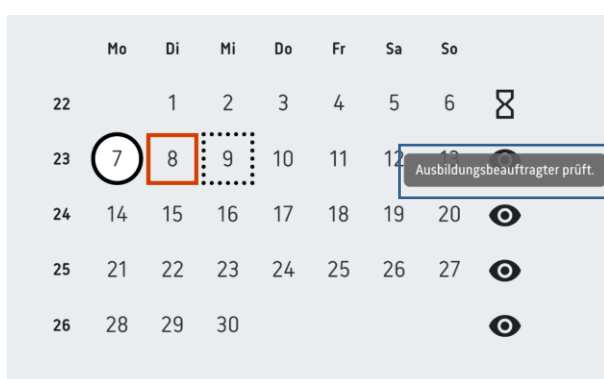 Mo Di Mi Do Fr Sa So
22 1 2 3 4 5 6
23 7 8 9 10 11 12 13
Ausbildungsbeauftragter prüft.
24 14 15 16 17 18 19 20
25 21 22 23 24 25 26 27
26 28 29 30